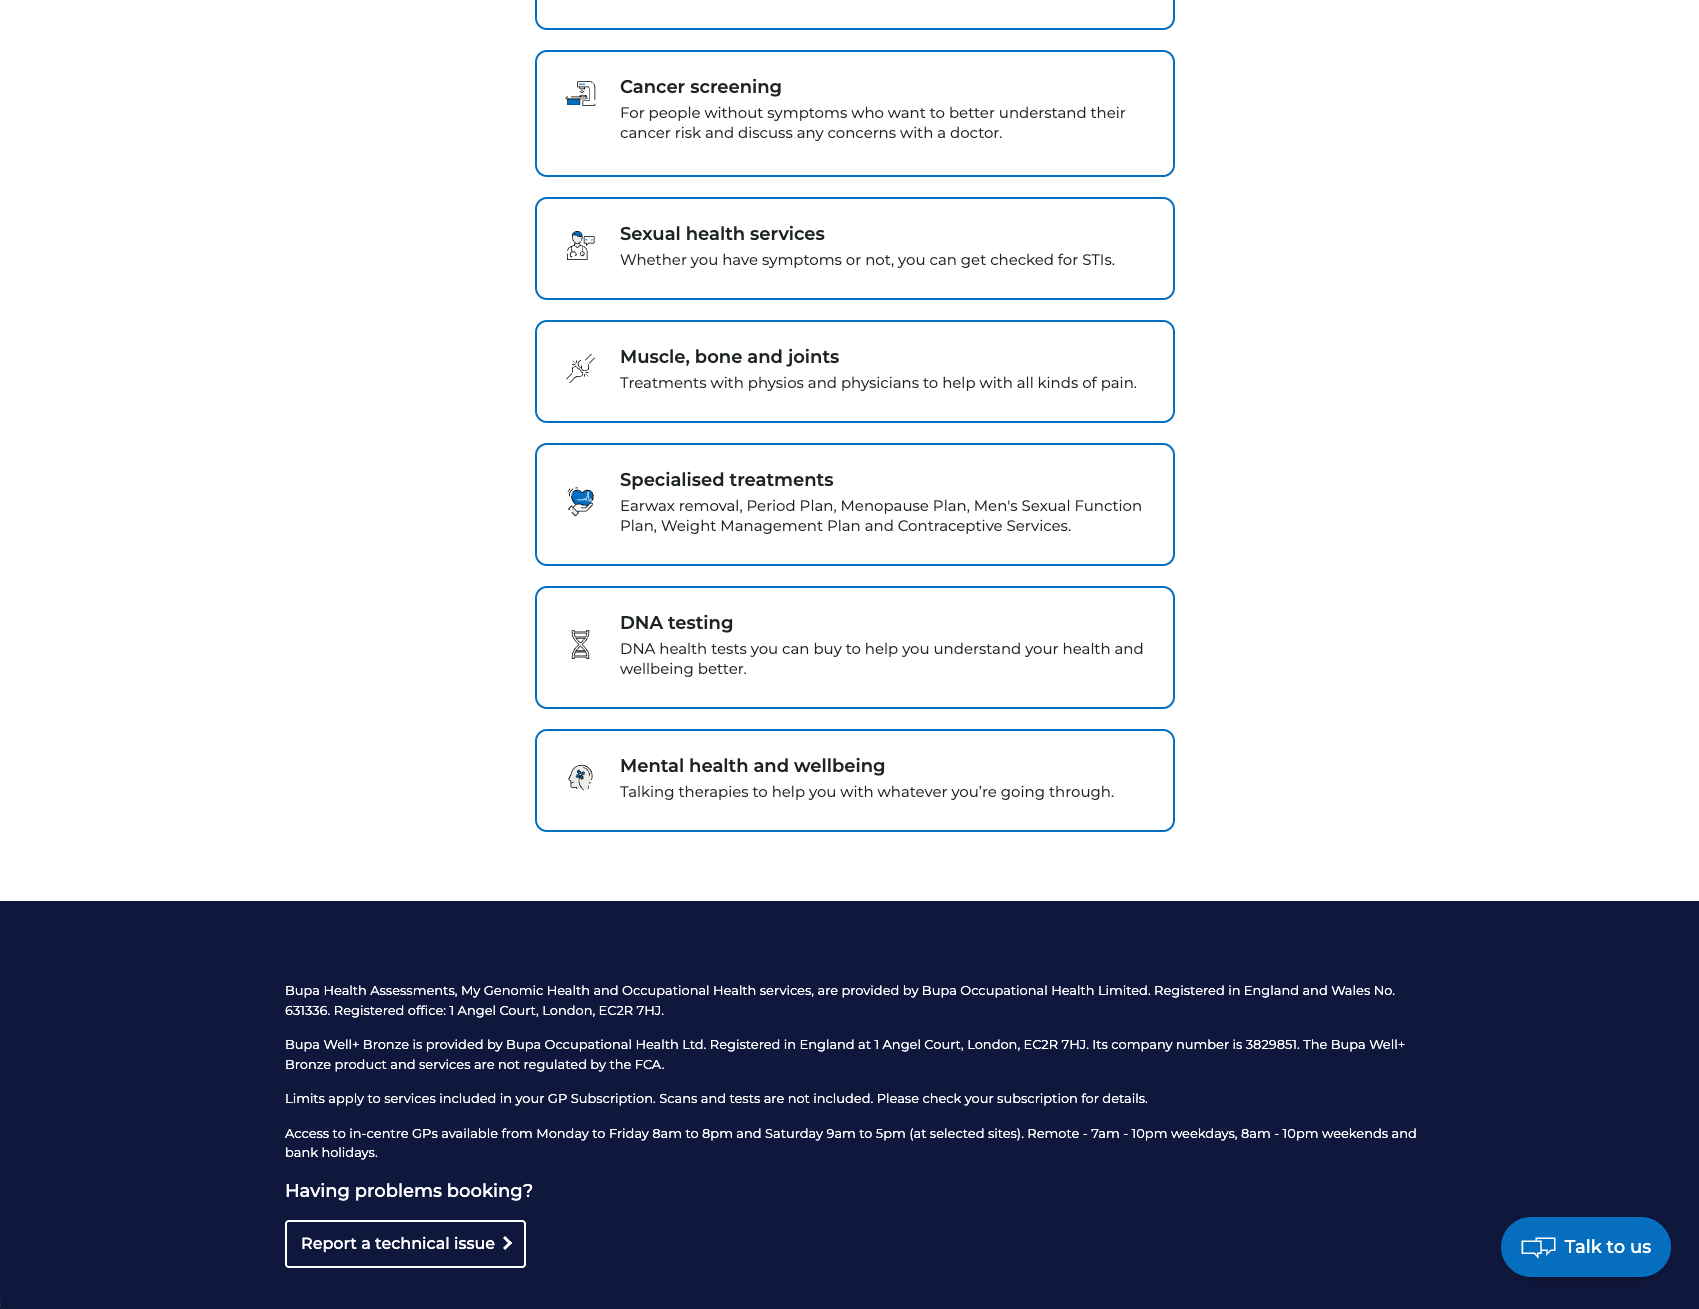 Cancer screening
For people without symptoms who want to better understand their
cancer risk and discuss any concerns with a doctor.
Sexual health services
Whether you have symptoms or not, you can get checked for STIs.
Muscle, bone and joints
Treatments with physios and physicians to help with all kinds of pain.
Specialised treatments
Earwax removal, Period Plan, Menopause Plan, Men's Sexual Function
Plan, Weight Management Plan and Contraceptive Services.
DNA testing
DNA health tests you can buy to help you understand your health and
wellbeing better.
Mental health and wellbeing
Talking therapies to help you with whatever you’re going through.
Bupa Health Assessments, My Genomic Health and Occupational Health services, are provided by Bupa Occupational Health Limited. Registered in England and Wales No.
631336. Registered office: 1 Angel Court, London, EC2R 7HJ.
Bupa Well+ Bronze is provided by Bupa Occupational Health Ltd. Registered in England at 1 Angel Court, London, EC2R 7HJ. Its company number is 3829851. The Bupa Well+
Bronze product and services are not regulated by the FCA.
Limits apply to services included in your GP Subscription. Scans and tests are not included. Please check your subscription for details.
Access to in-centre GPs available from Monday to Friday 8am to 8pm and Saturday 9am to 5pm (at selected sites). Remote - 7am - 10pm weekdays, 8am - 10pm weekends and
bank holidays.
Having problems booking?
Report a technical issue
Talk to us